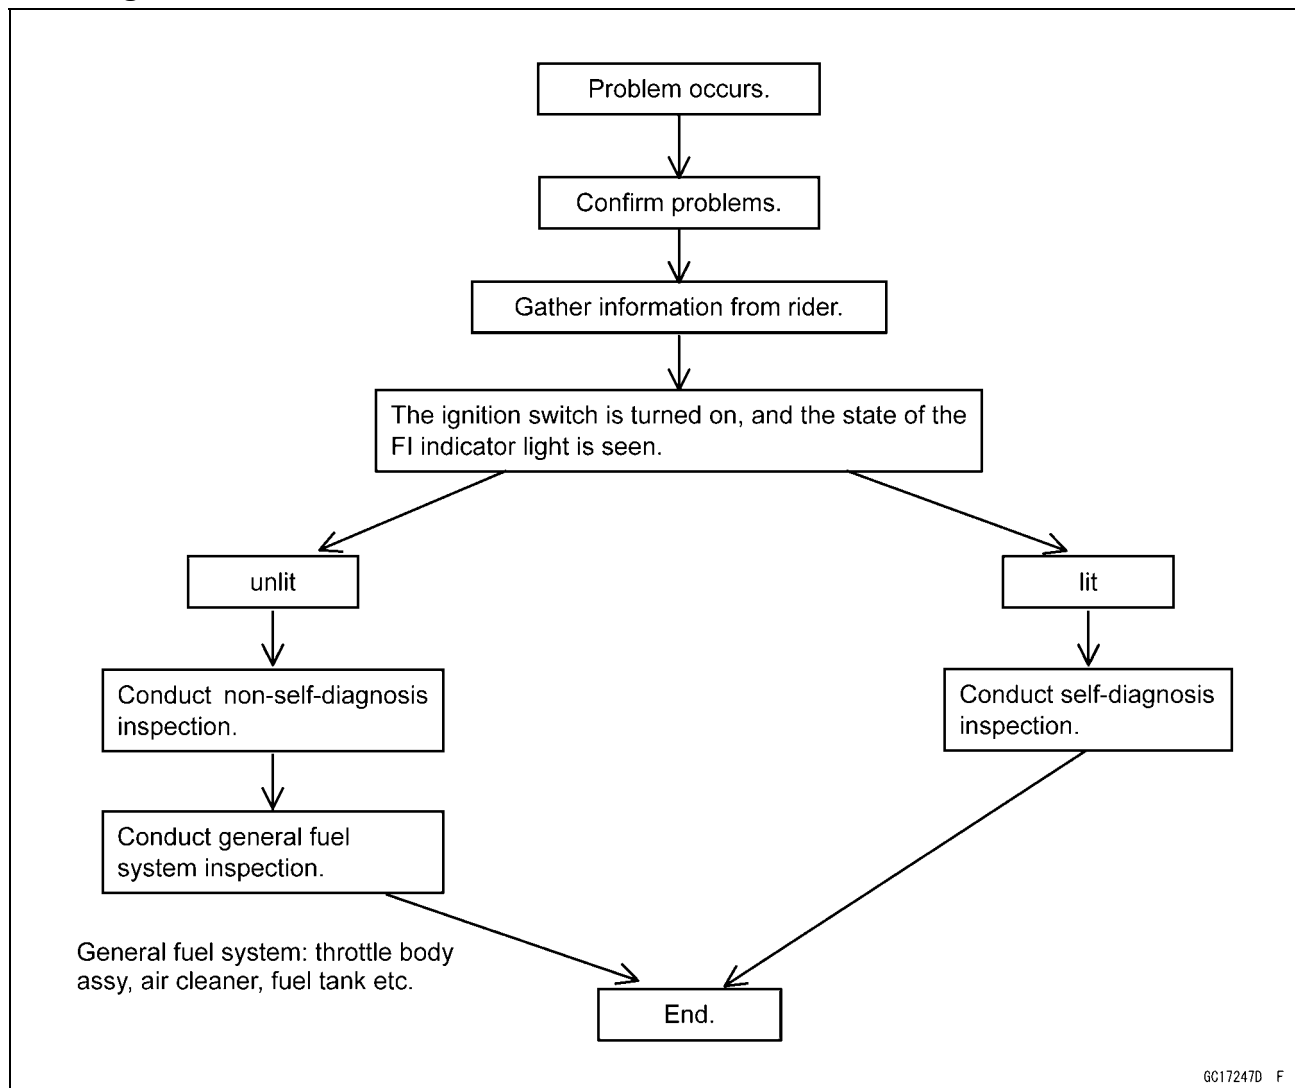 Problem occurs.
Confirm problems.
Gather information from rider.
The ignition switch is turned on, and the state of the
FI indicator light is seen.
unlit
lit
Conduct non-self-diagnosis
inspection.
Conduct self-diagnosis
inspection.
Conduct general fuel
system inspection.
General fuel system: throttle body
assy, air cleaner, fuel tank etc.
End.
GC17247D F